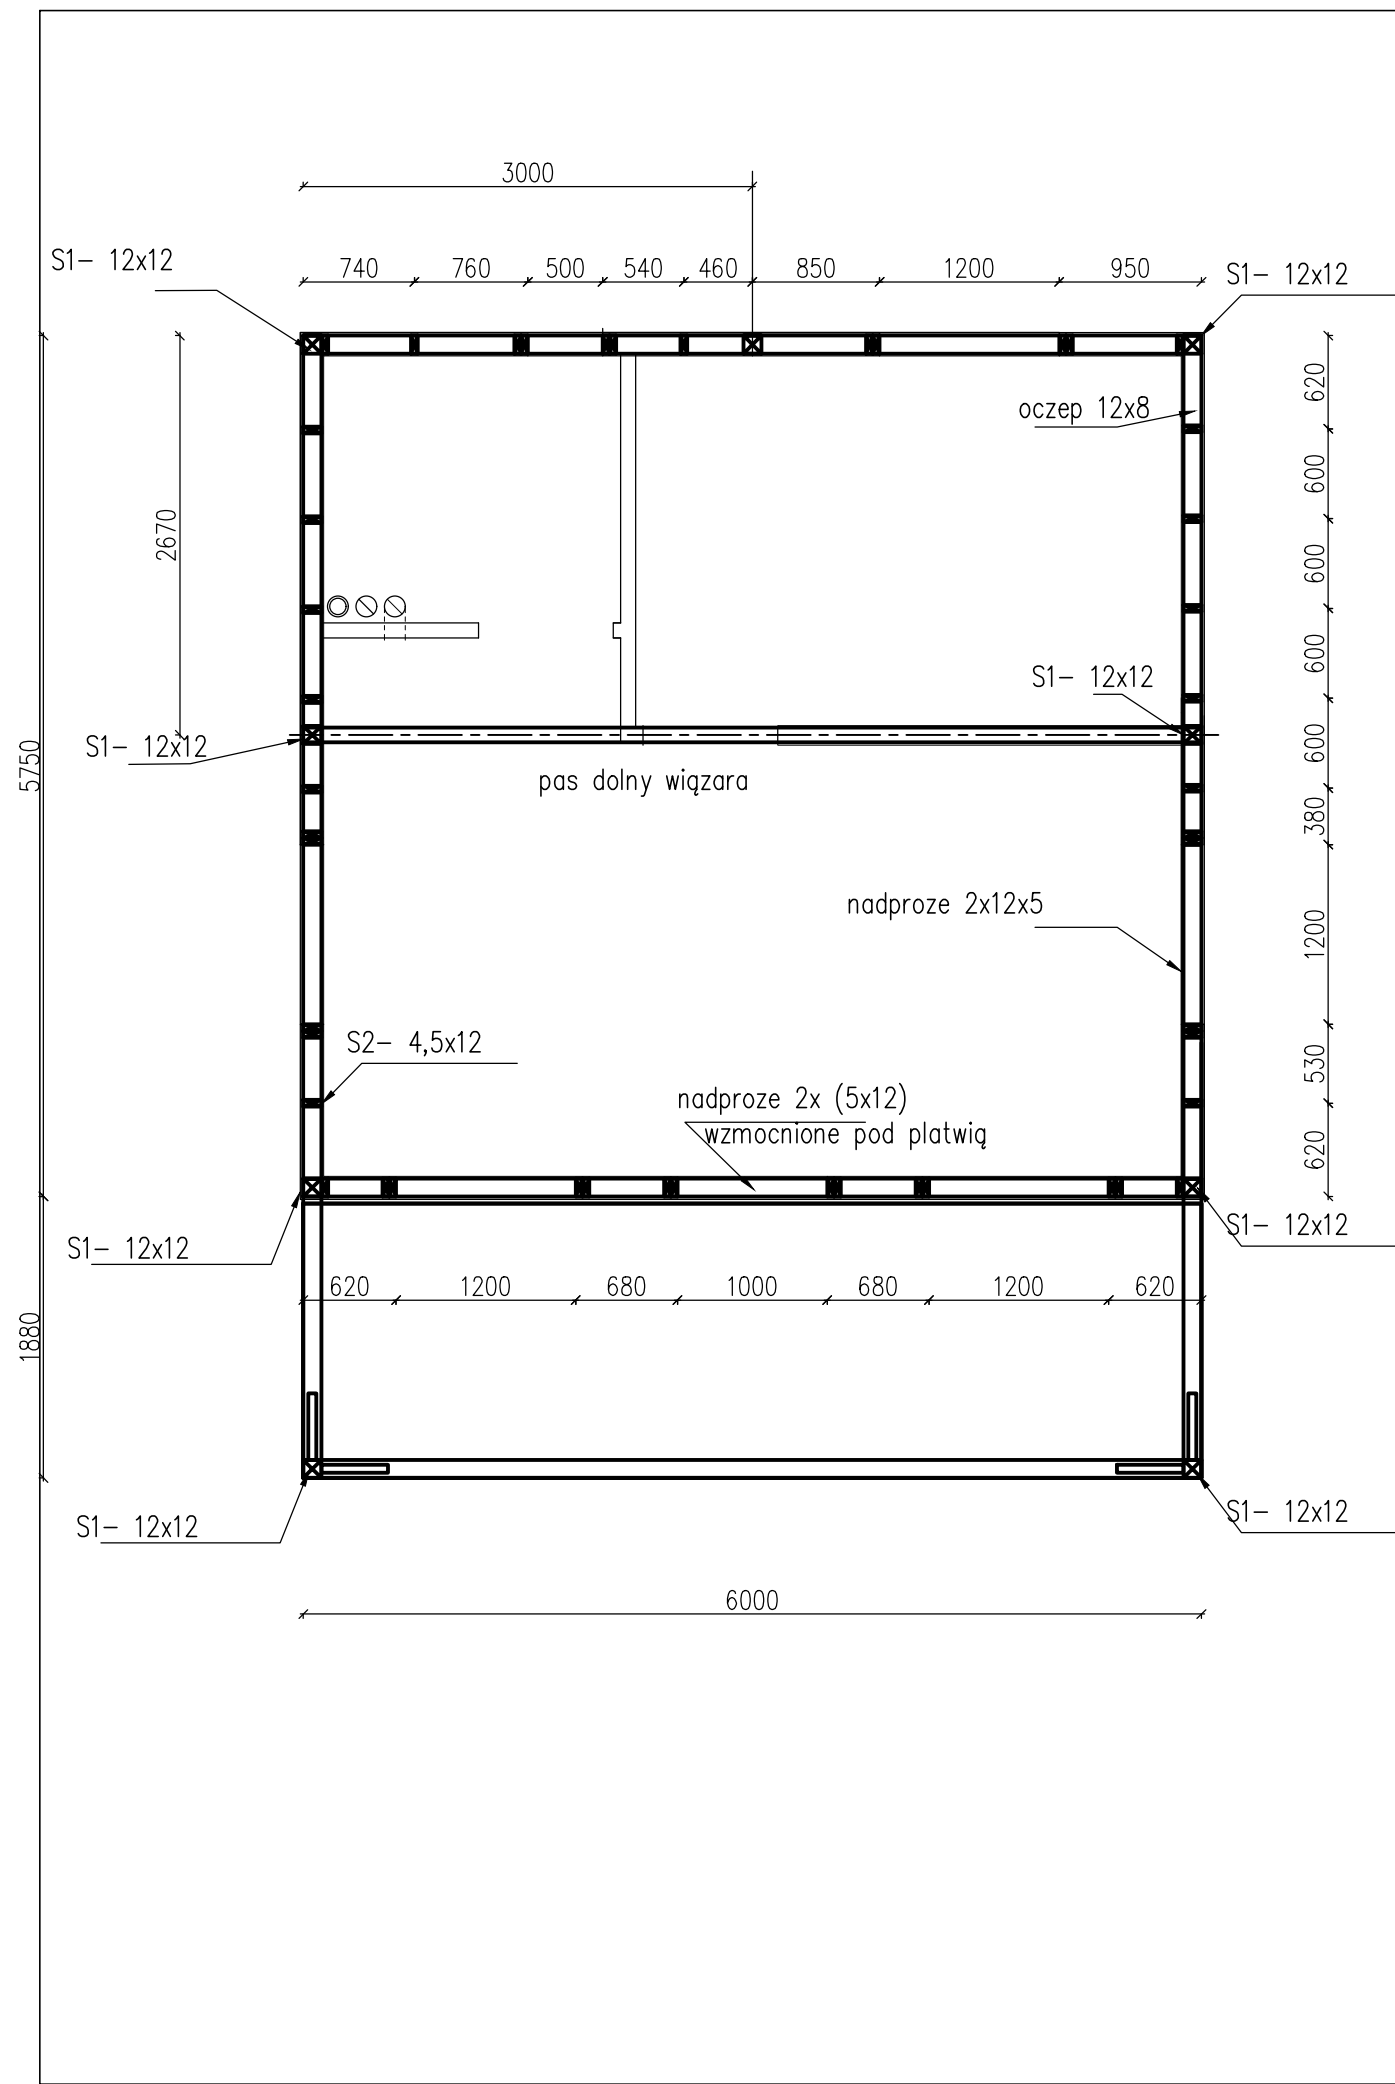 3000
S1- 12x12
740 760 500 540 460 850 1200 950
S1- 12x12
620
oczep 12x8
600
2670
600
600
S1- 12x12
S1- 12x12
600
5750
pas dolny wiązara
380
nadproze 2x12x5
1200
S2- 4,5x12
530
nadproze 2x (5x12)
wzmocnione pod platwią
620
S1- 12x12
S1- 12x12
620 1200 680 1000 680 1200 620
1880
S1- 12x12
S1- 12x12
6000